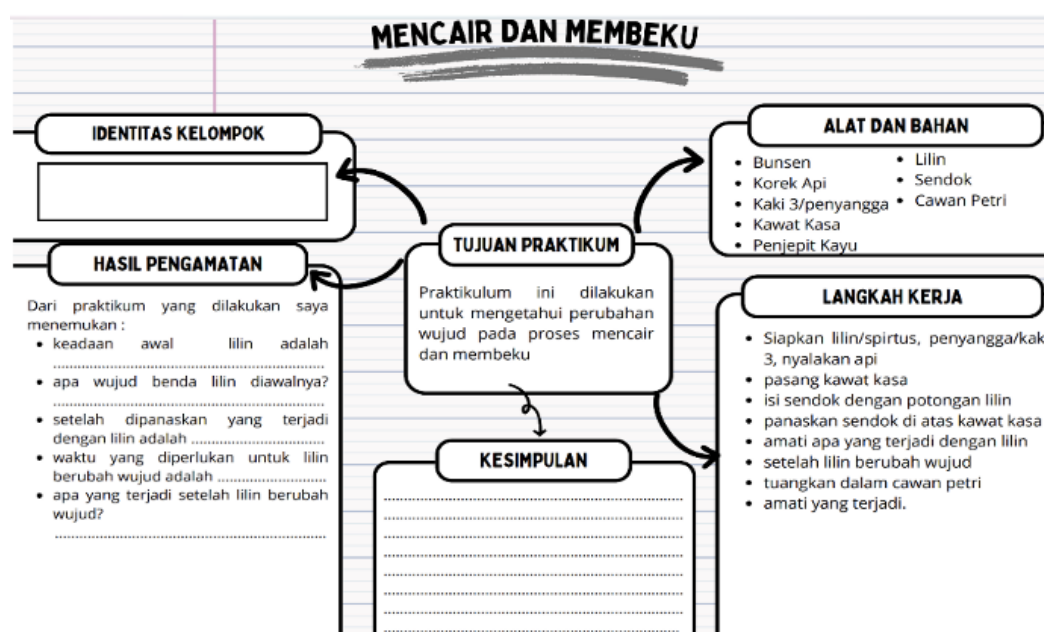 MENCAIR DAN MEMBEKU
IDENTITAS KELOMPOK
ALAT DAN BAHAN
• Bunsen
• Korek Api
• Kaki 3/penyangga
• Kawat Kasa
• Penjepit Kayu
• Lilin
• Sendok
• Cawan Petri
TUJUAN PRAKTIKUM
Praktikulum ini dilakukan
untuk mengetahui perubahan
wujud pada proses mencair
dan membeku
HASIL PENGAMATAN
Dari praktikum yang dilakukan saya
menemukan :
• keadaan awal lilin adalah
................................................................
• apa wujud benda lilin diawalnya?
................................................................
• setelah dipanaskan yang terjadi
dengan lilin adalah ................................
• waktu yang diperlukan untuk lilin
berubah wujud adalah ..........................
• apa yang terjadi setelah lilin berubah
wujud?
................................................................
LANGKAH KERJA
• Siapkan lilin/spirtus, penyangga/kak
3, nyalakan api
• pasang kawat kasa
• isi sendok dengan potongan lilin
• panaskan sendok di atas kawat kasa
• amati apa yang terjadi dengan lilin
• setelah lilin berubah wujud
• tuangkan dalam cawan petri
• amati yang terjadi.
KESIMPULAN